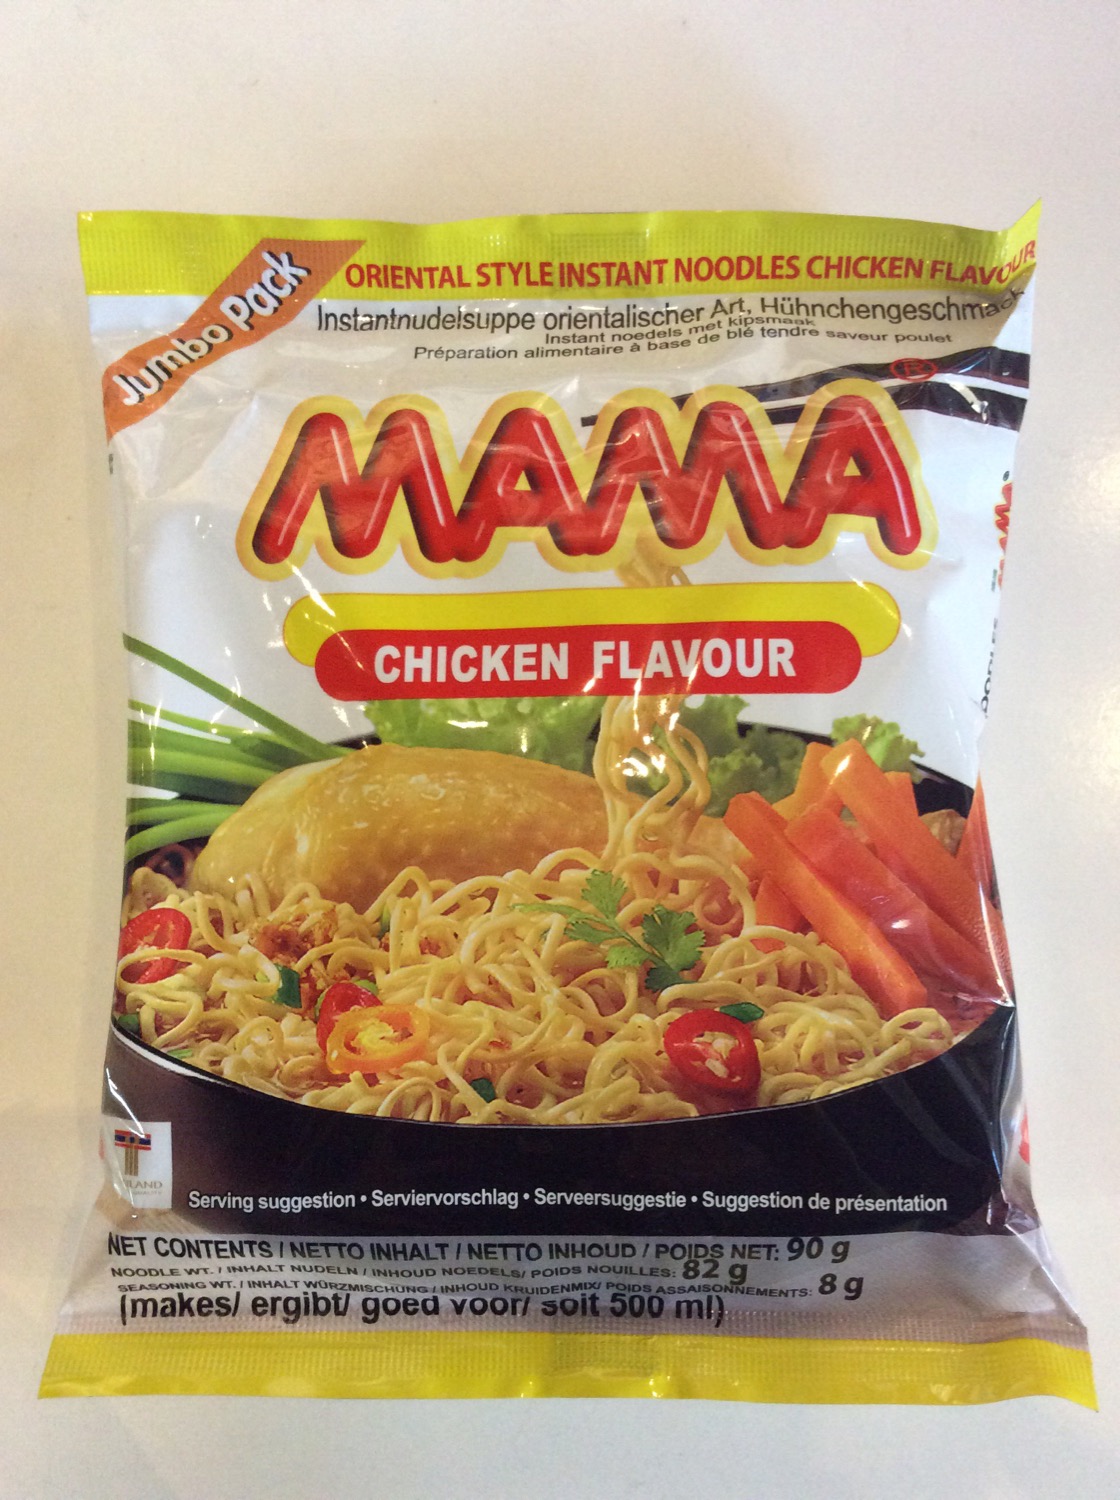 Jumbo Pack
ORIENTAL STYLE INSTANT NOODLES CHICKEN FLAVOUR
Instantnudelsuppe orientalischer Art, Hühnchengeschmack
Instant noedels met kipsmaak
Préparation alimentaire à base de blé tendre saveur poulet
MAMA®
CHICKEN FLAVOUR
Serving suggestion • Serviervorschlag • Serveersuggestie • Suggestion de présentation
NET CONTENTS / NETTO INHALT / NETTO INHOUD / POIDS NET: 90 g
NOODLE WT. / INHALT NUDELN / INHOUD NOEDELS/ POIDS NOUILLES: 82 g
SEASONING WT. / INHALT WÜRZMISCHUNG / INHOUD KRUIDENMIX/ POIDS ASSAISONNEMENTS: 8 g
(makes/ ergibt/ goed voor/ soit 500 ml)